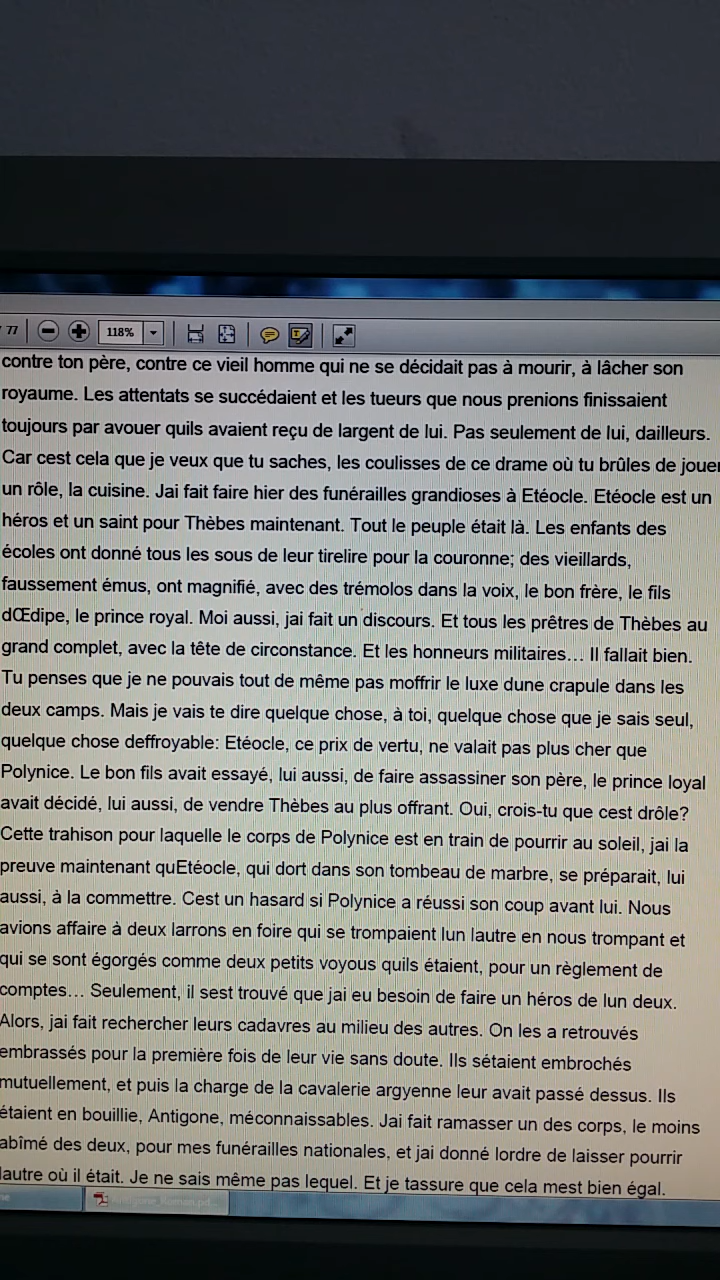 77
118%
contre ton père, contre ce vieil homme qui ne se décidait pas à mourir, à lâcher son
royaume. Les attentats se succédaient et les tueurs que nous prenions finissaient
toujours par avouer quils avaient reçu de largent de lui. Pas seulement de lui, dailleurs.
Car cest cela que je veux que tu saches, les coulisses de ce drame où tu brûles de jouer
un rôle, la cuisine. Jai fait faire hier des funérailles grandioses à Etéocle. Etéocle est un
héros et un saint pour Thèbes maintenant. Tout le peuple était là. Les enfants des
écoles ont donné tous les sous de leur tirelire pour la couronne; des vieillards,
faussement émus, ont magnifié, avec des trémolos dans la voix, le bon frère, le fils
dŒdipe, le prince royal. Moi aussi, jai fait un discours. Et tous les prêtres de Thèbes au
grand complet, avec la tête de circonstance. Et les honneurs militaires… Il fallait bien.
Tu penses que je ne pouvais tout de même pas moffrir le luxe dune crapule dans les
deux camps. Mais je vais te dire quelque chose, à toi, quelque chose que je sais seul,
quelque chose deffroyable: Etéocle, ce prix de vertu, ne valait pas plus cher que
Polynice. Le bon fils avait essayé, lui aussi, de faire assassiner son père, le prince loyal
avait décidé, lui aussi, de vendre Thèbes au plus offrant. Oui, crois-tu que cest drôle?
Cette trahison pour laquelle le corps de Polynice est en train de pourrir au soleil, jai la
preuve maintenant quEtéocle, qui dort dans son tombeau de marbre, se préparait, lui
aussi, à la commettre. Cest un hasard si Polynice a réussi son coup avant lui. Nous
avions affaire à deux larrons en foire qui se trompaient lun lautre en nous trompant et
qui se sont égorgés comme deux petits voyous quils étaient, pour un règlement de
comptes… Seulement, il sest trouvé que jai eu besoin de faire un héros de lun deux.
Alors, jai fait rechercher leurs cadavres au milieu des autres. On les a retrouvés
embrassés pour la première fois de leur vie sans doute. Ils sétaient embrochés
mutuellement, et puis la charge de la cavalerie argyenne leur avait passé dessus. Ils
étaient en bouillie, Antigone, méconnaissables. Jai fait ramasser un des corps, le moins
abîmé des deux, pour mes funérailles nationales, et jai donné lordre de laisser pourrir
lautre où il était. Je ne sais même pas lequel. Et je tassure que cela mest bien égal.